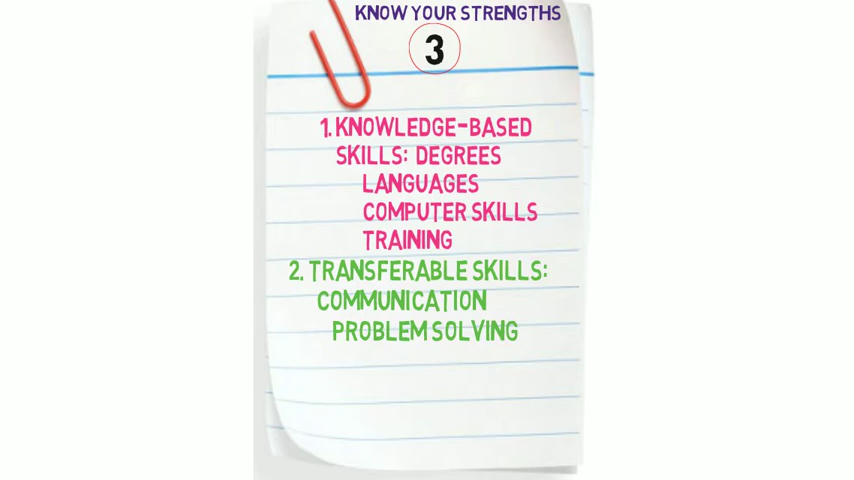 KNOW YOUR STRENGTHS
3
1. KNOWLEDGE-BASED
SKILLS: DEGREES
LANGUAGES
COMPUTER SKILLS
TRAINING
2. TRANSFERABLE SKILLS:
COMMUNICATION
PROBLEM SOLVING